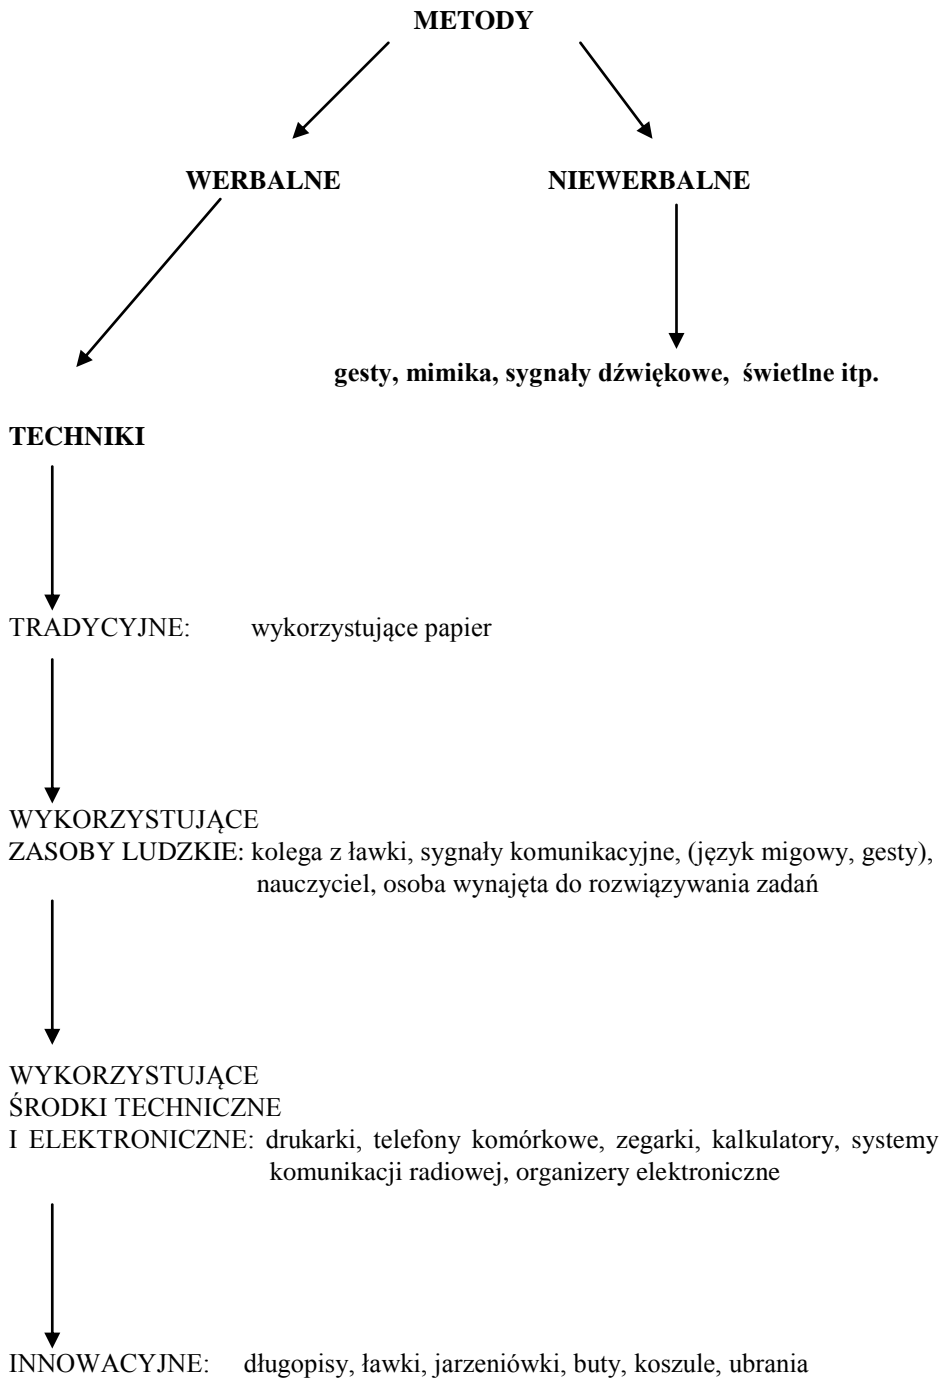 METODY
WERBALNE NIEWERBALNE
gesty, mimika, sygnały dźwiękowe, świetlne itp.
TECHNIKI
TRADYCYJNE: wykorzystujące papier
WYKORZYSTUJĄCE
ZASOBY LUDZKIE: kolega z ławki, sygnały komunikacyjne, (język migowy, gesty),
nauczyciel, osoba wynajęta do rozwiązywania zadań
WYKORZYSTUJĄCE
ŚRODKI TECHNICZNE
I ELEKTRONICZNE: drukarki, telefony komórkowe, zegarki, kalkulatory, systemy
komunikacji radiowej, organizery elektroniczne
INNOWACYJNE: długopisy, ławki, jarzeniówki, buty, koszule, ubrania